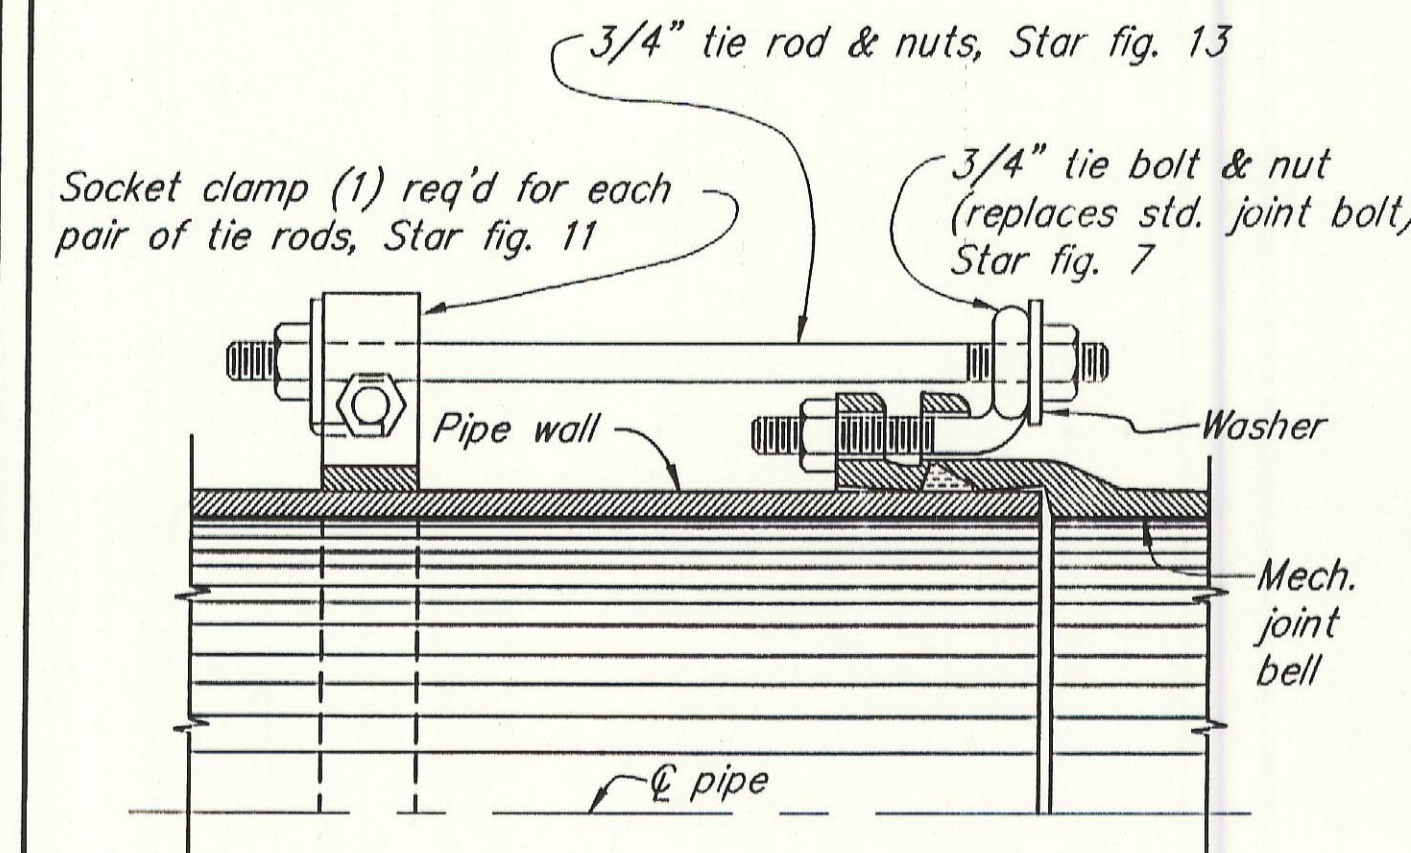 3/4" tie rod & nuts, Star fig. 13
3/4" tie bolt & nut
(replaces std. joint bolt)
Star fig. 7
Socket clamp (1) req'd for each
pair of tie rods, Star fig. 11
Pipe wall
Washer
Mech.
joint
bell
℄ pipe